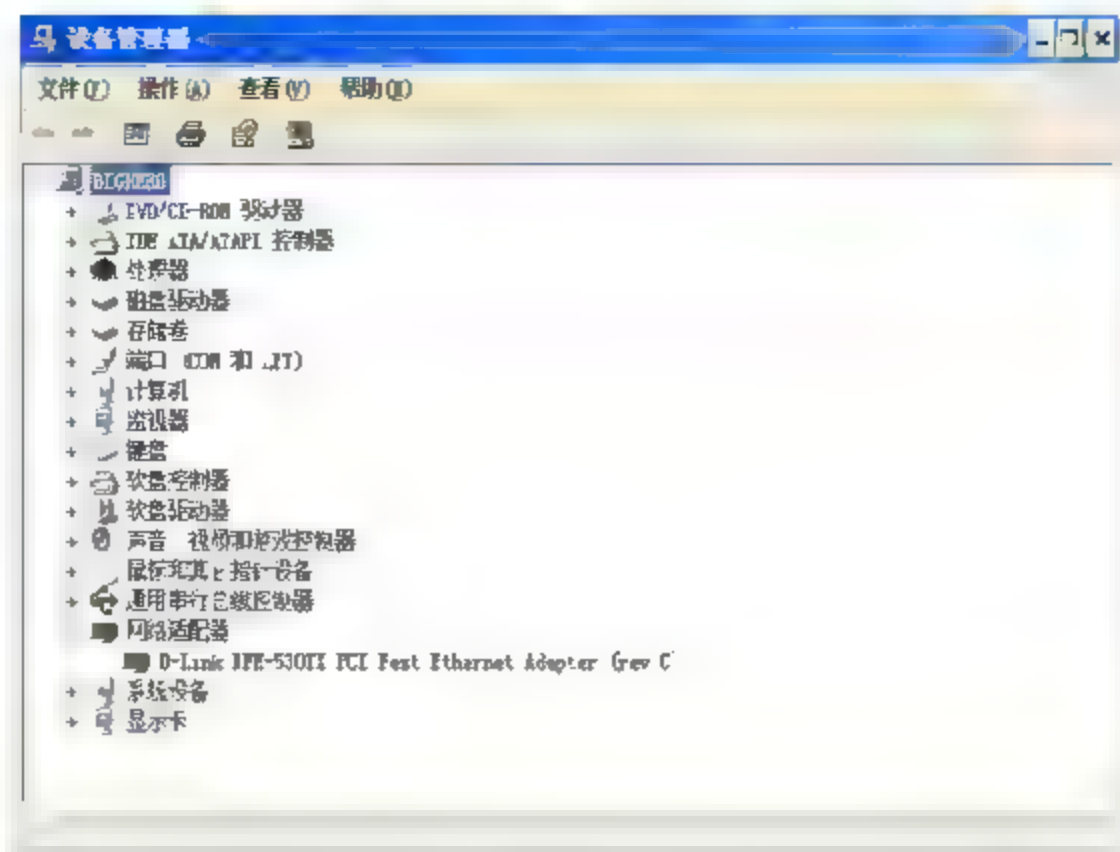 设备管理器
文件(F) 操作(A) 查看(V) 帮助(H)
DVD/CD-ROM 驱动器
IDE ATA/ATAPI 控制器
处理器
磁盘驱动器
存储卷
端口 (COM 和 LPT)
计算机
监视器
键盘
软盘控制器
软盘驱动器
声音、视频和游戏控制器
鼠标和其它指针设备
通用串行总线控制器
网络适配器
D-Link DFE-530TX PCI Fast Ethernet Adapter (rev C
系统设备
显示卡